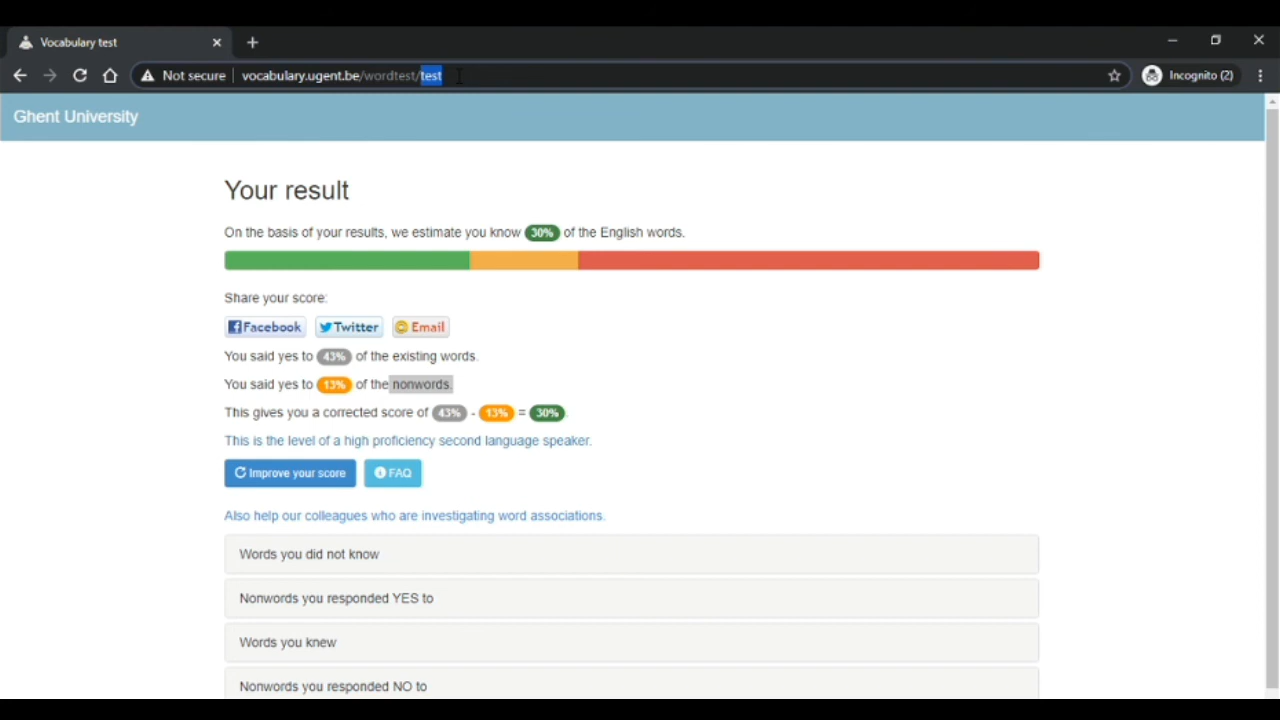 Vocabulary test
Not secure vocabulary.ugent.be/wordtest/test Incognito (2)
Ghent University
Your result
On the basis of your results, we estimate you know 30% of the English words.
Share your score:
Facebook Twitter Email
You said yes to 43% of the existing words.
You said yes to 13% of the nonwords.
This gives you a corrected score of 43% - 13% = 30%
This is the level of a high proficiency second language speaker.
Improve your score FAQ
Also help our colleagues who are investigating word associations.
Words you did not know
Nonwords you responded YES to
Words you knew
Nonwords you responded NO to